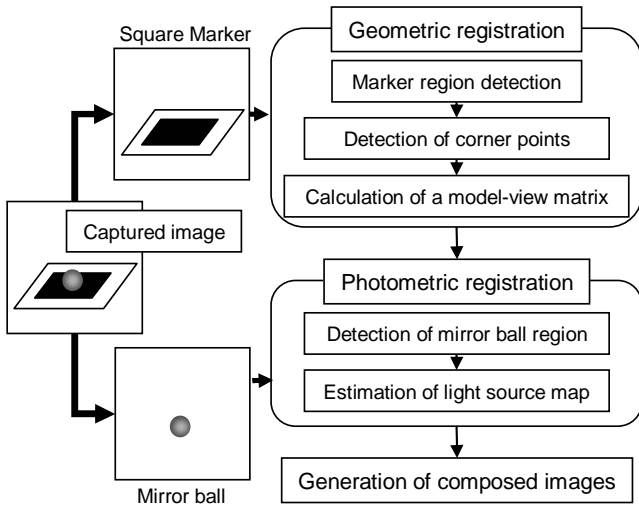 Square Marker
Captured image
Mirror ball
Geometric registration
Marker region detection
Detection of corner points
Calculation of a model-view matrix
Photometric registration
Detection of mirror ball region
Estimation of light source map
Generation of composed images